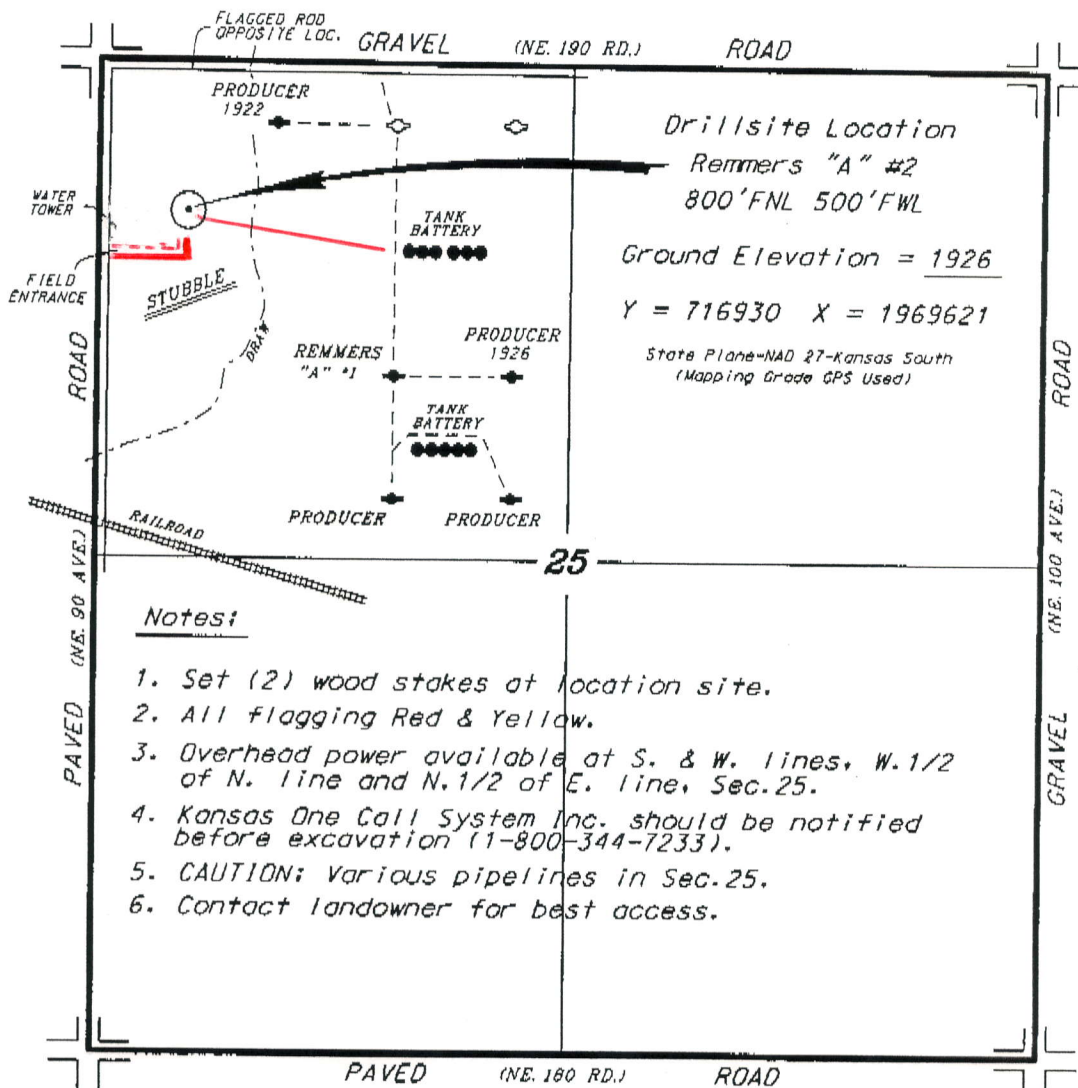 FLAGGED ROD
OPPOSITE LOC.
GRAVEL (NE. 190 RD.) ROAD
PRODUCER
1922
Drillsite Location
Remmers "A" #2
800'FNL 500'FWL
WATER
TOWER
TANK
BATTERY
Ground Elevation = 1926
FIELD
ENTRANCE
STUBBLE
Y = 716930 X = 1969621
DRAW
REMMERS
"A" #1
PRODUCER
1926
State Plane-NAD 27-Kansas South
(Mapping Grade GPS Used)
TANK
BATTERY
PRODUCER
PRODUCER
RAILROAD
25
PAVED (NE. 90 AVE.) ROAD
GRAVEL (NE. 100 AVE.) ROAD
Notes:
1. Set (2) wood stakes at location site.
2. All flagging Red & Yellow.
3. Overhead power available at S. & W. lines, W.1/2
of N. line and N.1/2 of E. line, Sec.25.
4. Kansas One Call System Inc. should be notified
before excavation (1-800-344-7233).
5. CAUTION: Various pipelines in Sec.25.
6. Contact landowner for best access.
PAVED (NE. 180 RD.) ROAD